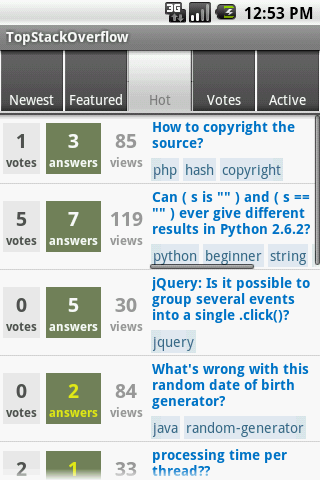 3G
12:53 PM
TopStackOverflow
Newest Featured Hot Votes Active
1 votes 3 answers 85 views
How to copyright the
source?
php hash copyright
5 votes 7 answers 119 views
Can ( s is "" ) and ( s ==
"" ) ever give different
results in Python 2.6.2?
python beginner string
0 votes 5 answers 30 views
jQuery: Is it possible to
group several events
into a single .click()?
jquery
0 votes 2 answers 84 views
What's wrong with this
random date of birth
generator?
java random-generator
2 1 33
processing time per
thread??